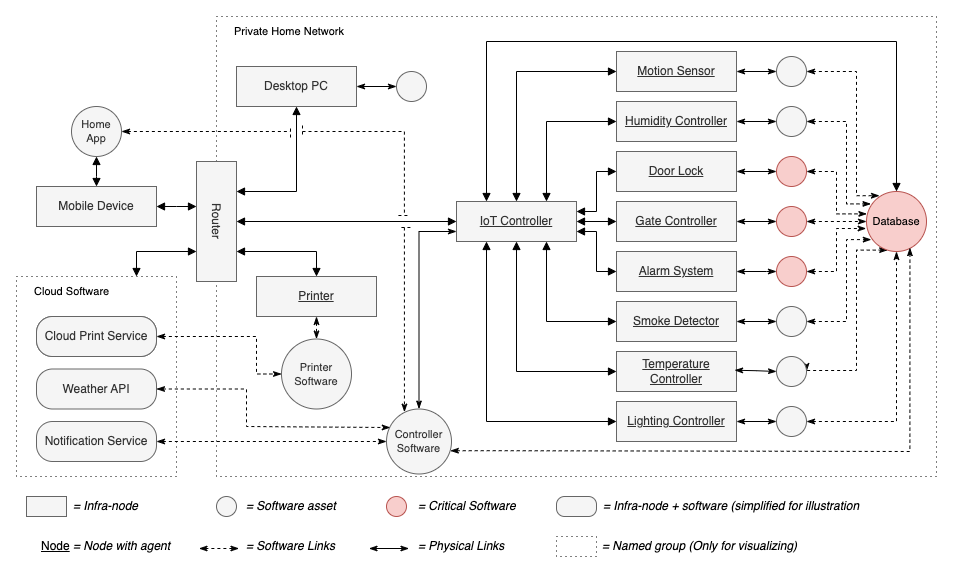 Private Home Network
Desktop PC
Home
App
Mobile Device
Router
Printer
Cloud Software
Cloud Print Service
Weather API
Notification Service
Printer
Software
Controller
Software
IoT Controller
Motion Sensor
Humidity Controller
Door Lock
Gate Controller
Alarm System
Smoke Detector
Temperature
Controller
Lighting Controller
Database
= Infra-node
= Software asset
= Critical Software
= Infra-node + software (simplified for illustration
Node = Node with agent
= Software Links
= Physical Links
= Named group (Only for visualizing)